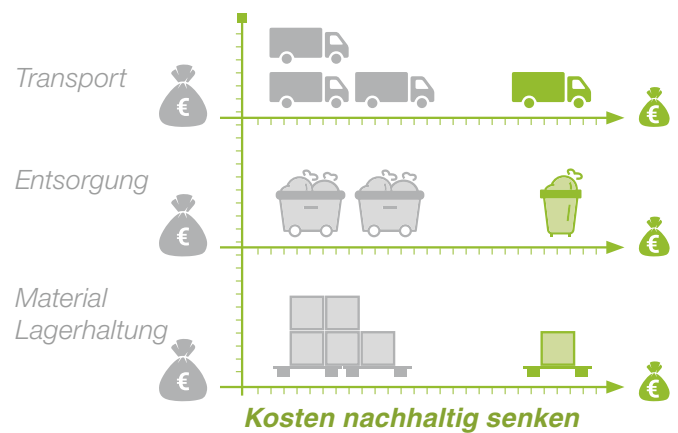 Transport
€
€
Entsorgung
€
€
Material
Lagerhaltung
€
€
Kosten nachhaltig senken